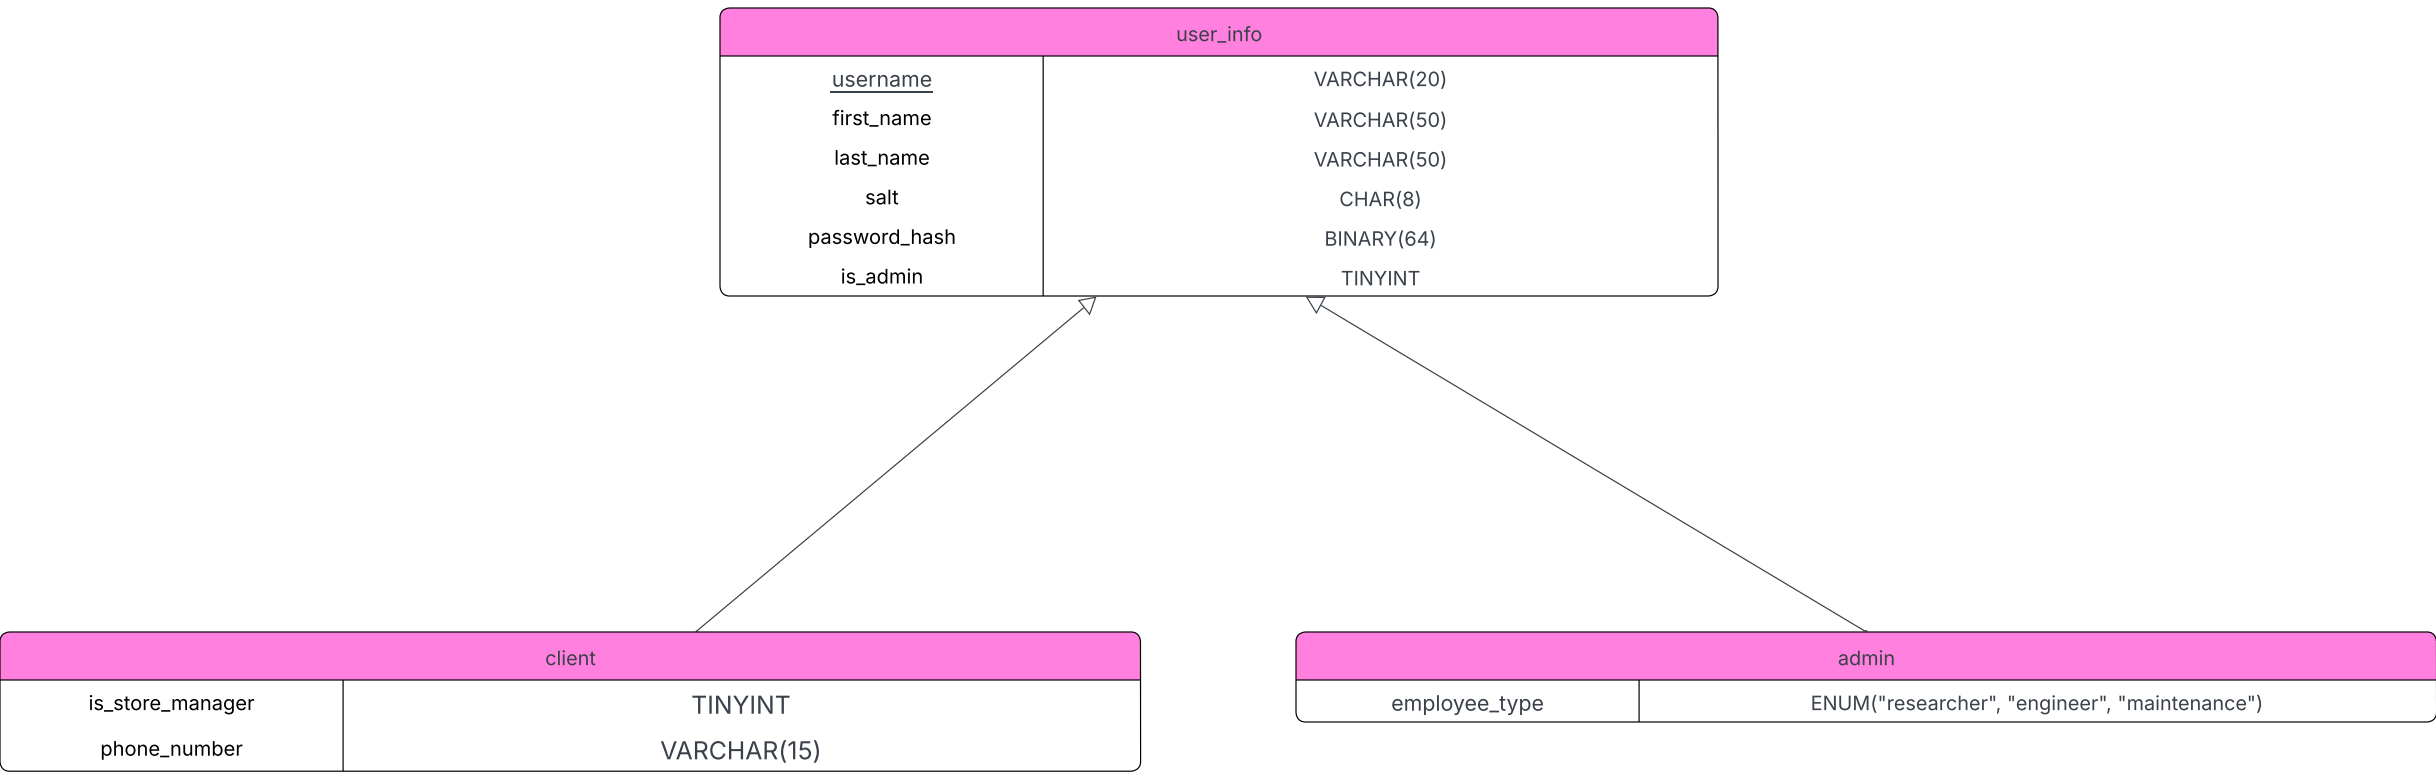 user_info
username VARCHAR(20)
first_name VARCHAR(50)
last_name VARCHAR(50)
salt CHAR(8)
password_hash BINARY(64)
is_admin TINYINT
client
is_store_manager TINYINT
phone_number VARCHAR(15)
admin
employee_type ENUM("researcher", "engineer", "maintenance")